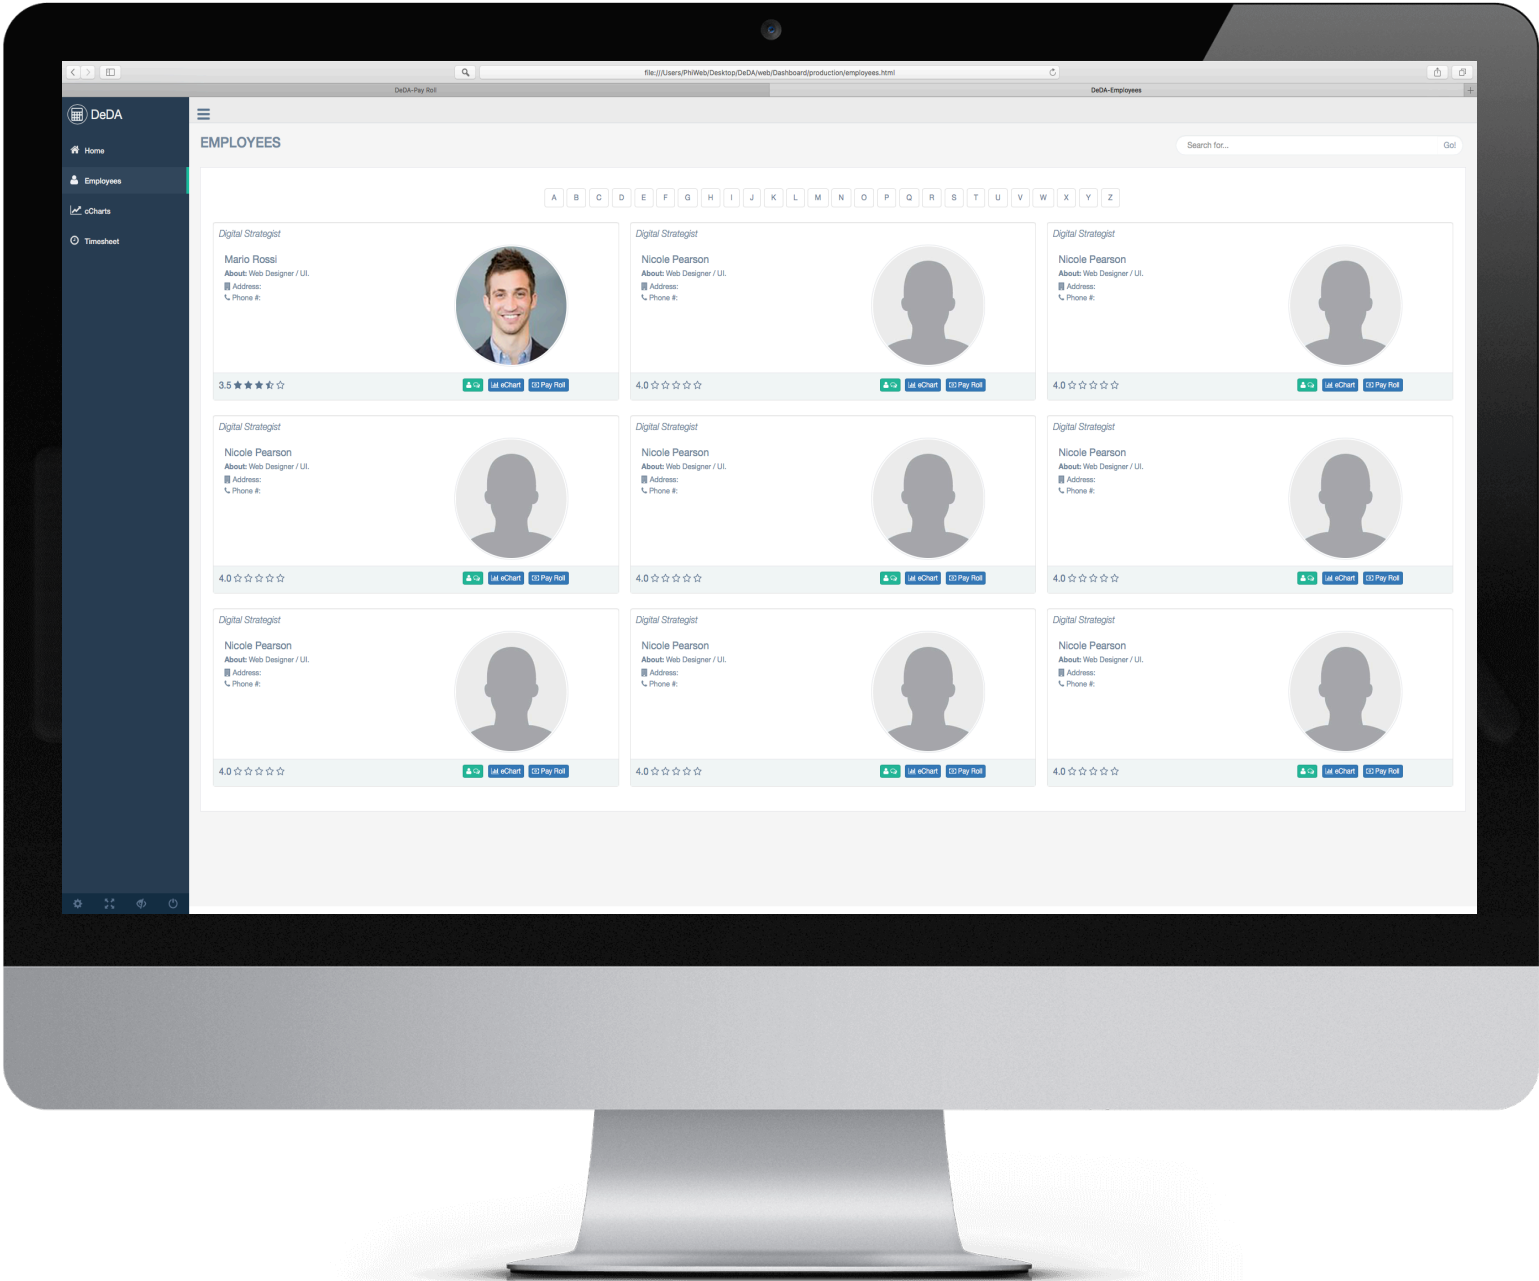 file:///Users/PhiWeb/Desktop/DeDA/web/Dashboard/production/employees.html
DeDA-Pay Roll
DeDA-Employees
DeDA
Home
Employees
eCharts
Timesheet
EMPLOYEES
Search for...
Go!
A B C D E F G H I J K L M N O P Q R S T U V W X Y Z
Digital Strategist
Mario Rossi
About: Web Designer / UI.
Address:
Phone #:
3.5
eChart
Pay Roll
Digital Strategist
Nicole Pearson
About: Web Designer / UI.
Address:
Phone #:
4.0
eChart
Pay Roll
Digital Strategist
Nicole Pearson
About: Web Designer / UI.
Address:
Phone #:
4.0
eChart
Pay Roll
Digital Strategist
Nicole Pearson
About: Web Designer / UI.
Address:
Phone #:
4.0
eChart
Pay Roll
Digital Strategist
Nicole Pearson
About: Web Designer / UI.
Address:
Phone #:
4.0
eChart
Pay Roll
Digital Strategist
Nicole Pearson
About: Web Designer / UI.
Address:
Phone #:
4.0
eChart
Pay Roll
Digital Strategist
Nicole Pearson
About: Web Designer / UI.
Address:
Phone #:
4.0
eChart
Pay Roll
Digital Strategist
Nicole Pearson
About: Web Designer / UI.
Address:
Phone #:
4.0
eChart
Pay Roll
Digital Strategist
Nicole Pearson
About: Web Designer / UI.
Address:
Phone #:
4.0
eChart
Pay Roll